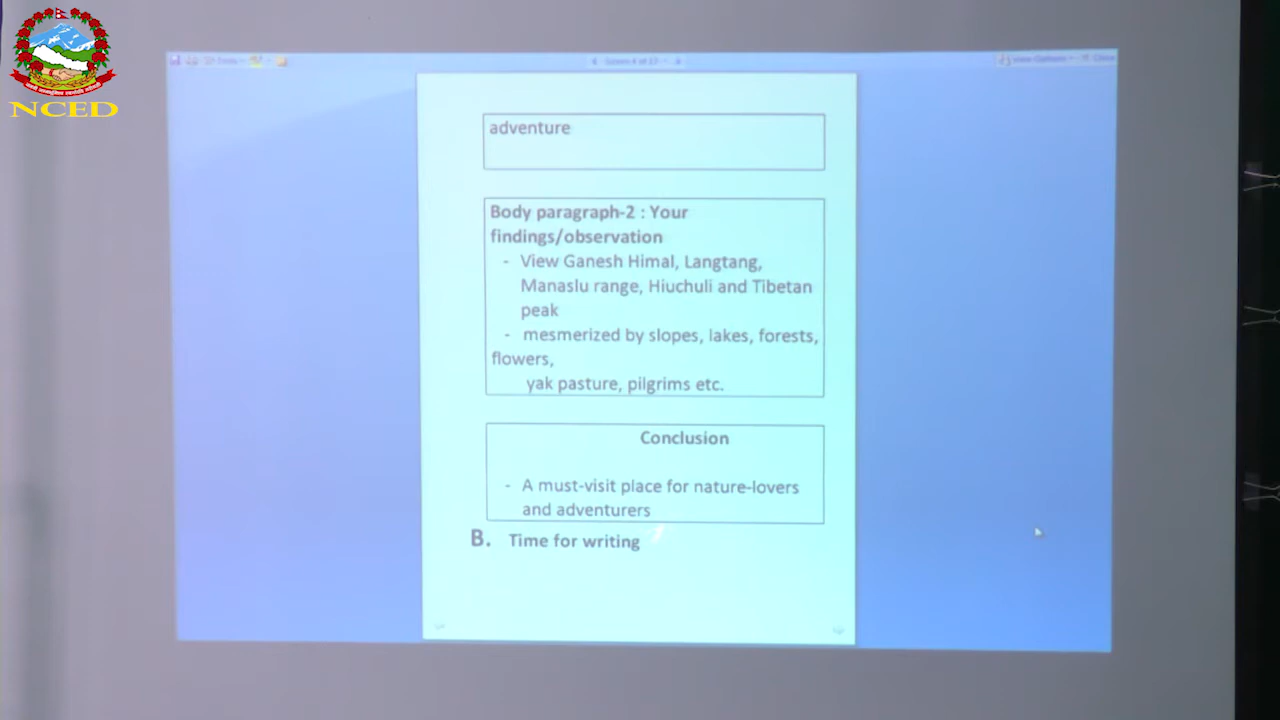 NCED
adventure
Body paragraph-2 : Your
findings/observation
- View Ganesh Himal, Langtang,
Manaslu range, Hiuchuli and Tibetan
peak
- mesmerized by slopes, lakes, forests,
flowers,
yak pasture, pilgrims etc.
Conclusion
- A must-visit place for nature-lovers
and adventurers
B. Time for writing